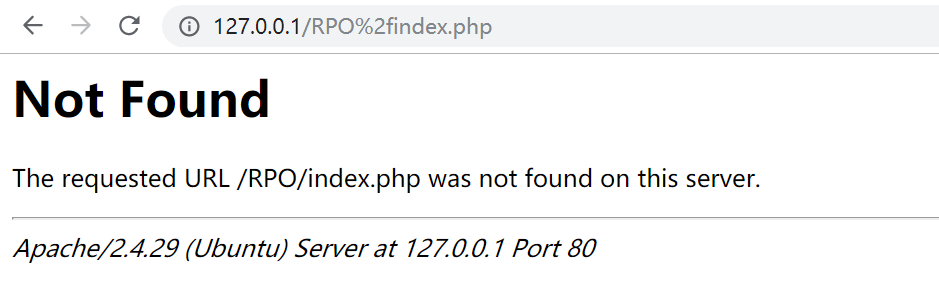 127.0.0.1/RPO%2findex.php
Not Found
The requested URL /RPO/index.php was not found on this server.
Apache/2.4.29 (Ubuntu) Server at 127.0.0.1 Port 80